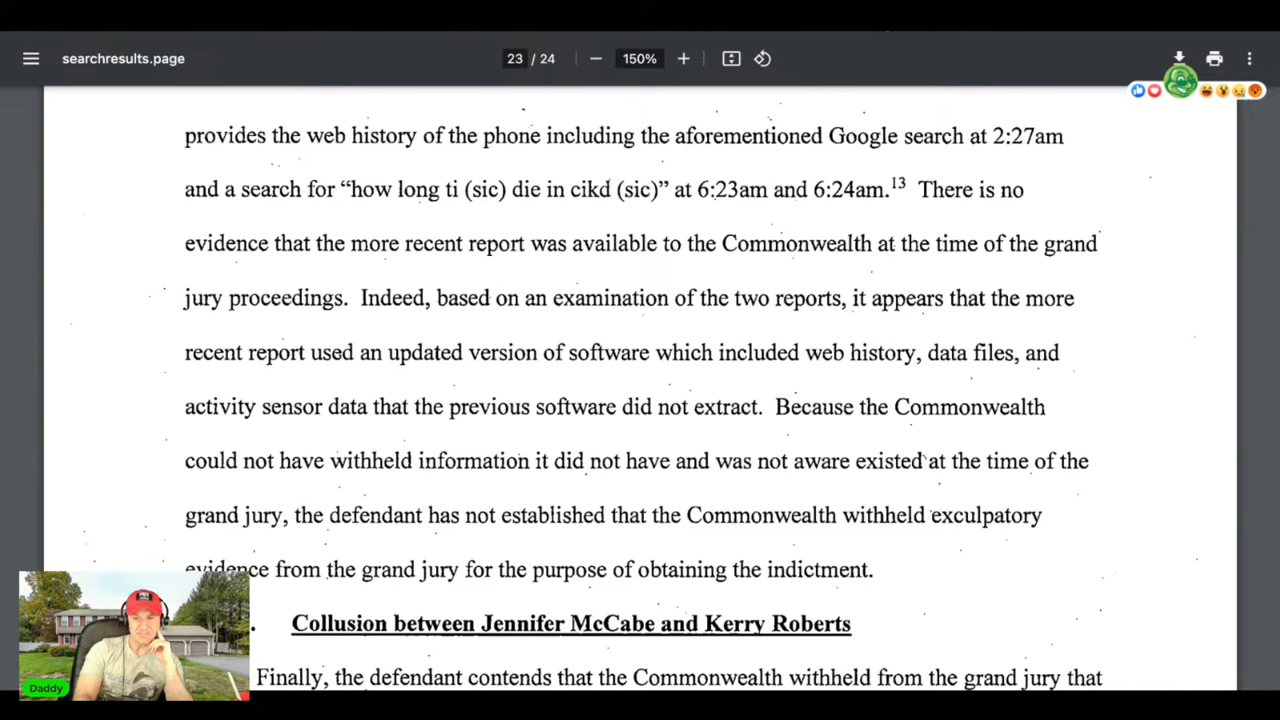 searchresults.page
23 / 24
150%
provides the web history of the phone including the aforementioned Google search at 2:27am
and a search for “how long ti (sic) die in cikd (sic)” at 6:23am and 6:24am.13 There is no
evidence that the more recent report was available to the Commonwealth at the time of the grand
jury proceedings. Indeed, based on an examination of the two reports, it appears that the more
recent report used an updated version of software which included web history, data files, and
activity sensor data that the previous software did not extract. Because the Commonwealth
could not have withheld information it did not have and was not aware existed at the time of the
grand jury, the defendant has not established that the Commonwealth withheld exculpatory
evidence from the grand jury for the purpose of obtaining the indictment.
Collusion between Jennifer McCabe and Kerry Roberts
Finally, the defendant contends that the Commonwealth withheld from the grand jury that
Daddy